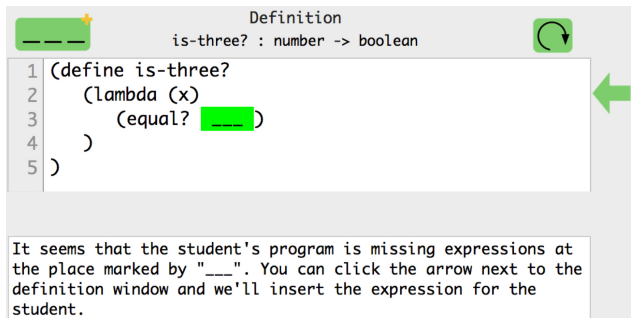 Definition
is-three? : number -> boolean
1 (define is-three?
2 (lambda (x)
3 (equal? ___ )
4 )
5 )
It seems that the student's program is missing expressions at
the place marked by "___". You can click the arrow next to the
definition window and we'll insert the expression for the
student.